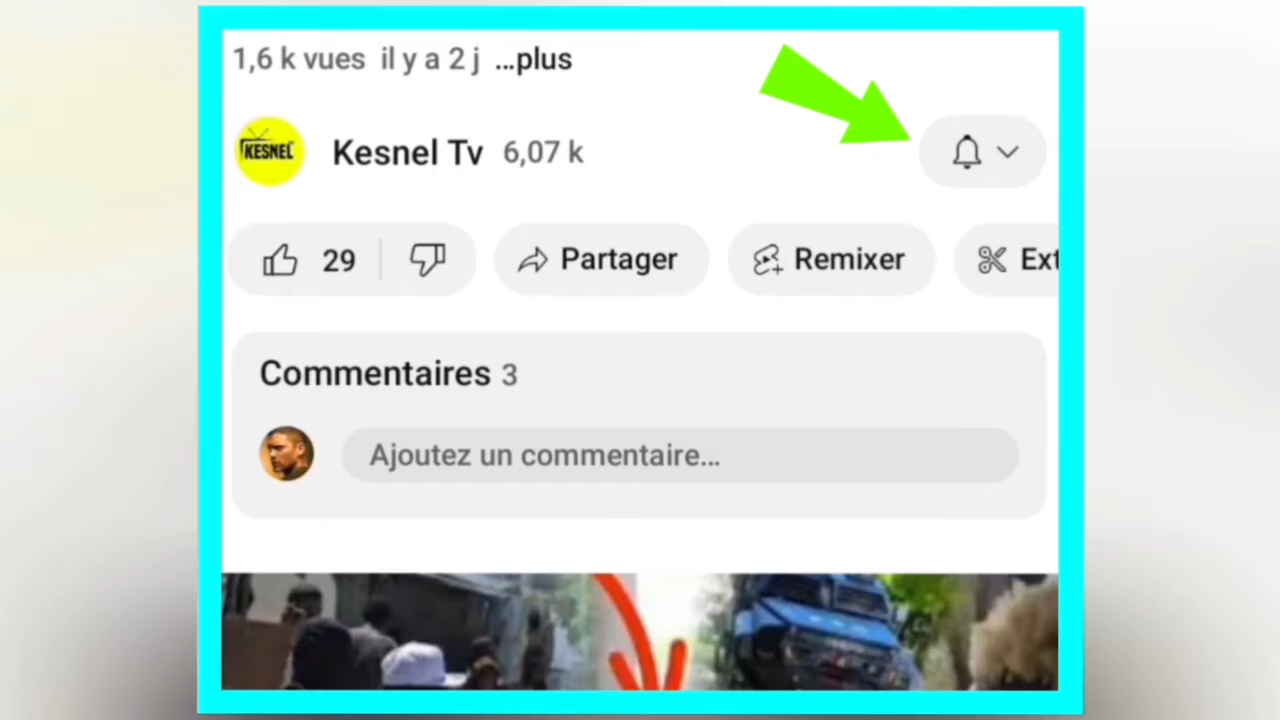 1,6 k vues il y a 2 j ...plus
KESNEL
Kesnel Tv 6,07 k
29
Partager
Remixer
Ext
Commentaires 3
Ajoutez un commentaire...